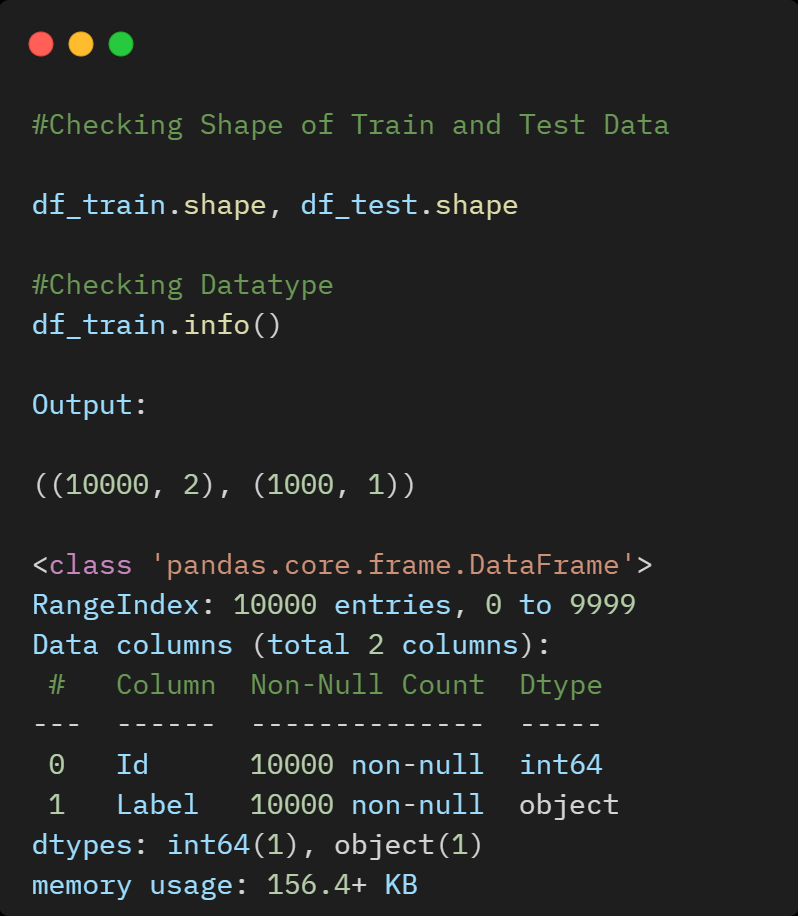 #Checking Shape of Train and Test Data
df_train.shape, df_test.shape
#Checking Datatype
df_train.info()
Output:
((10000, 2), (1000, 1))
<class 'pandas.core.frame.DataFrame'>
RangeIndex: 10000 entries, 0 to 9999
Data columns (total 2 columns):
 #   Column  Non-Null Count  Dtype
---  ------  --------------  -----
 0   Id      10000 non-null  int64
 1   Label   10000 non-null  object
dtypes: int64(1), object(1)
memory usage: 156.4+ KB